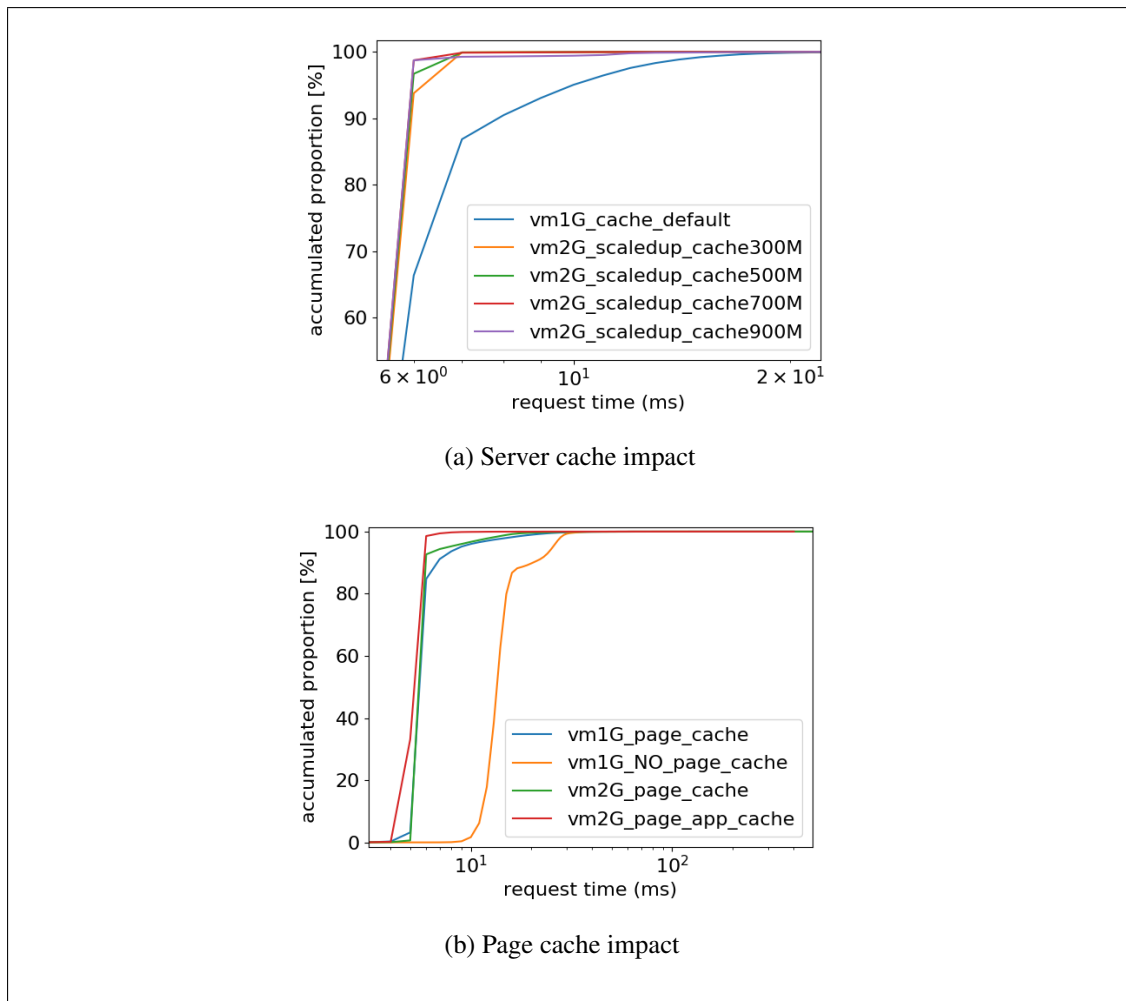 100
90
80
70
60
accumulated proportion [%]
vm1G_cache_default
vm2G_scaledup_cache300M
vm2G_scaledup_cache500M
vm2G_scaledup_cache700M
vm2G_scaledup_cache900M
6 × 10⁰
10¹
2 × 10¹
request time (ms)
(a) Server cache impact
100
80
60
40
20
0
accumulated proportion [%]
vm1G_page_cache
vm1G_NO_page_cache
vm2G_page_cache
vm2G_page_app_cache
10¹
10²
request time (ms)
(b) Page cache impact